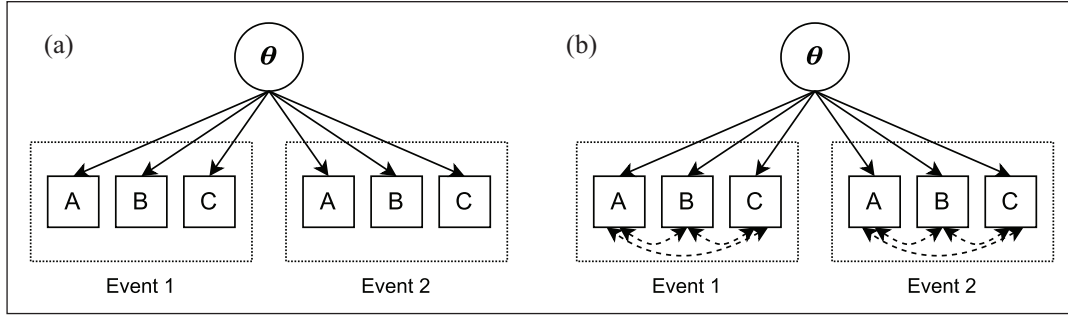 (a)
θ
A B C
Event 1
A B C
Event 2
(b)
θ
A B C
Event 1
A B C
Event 2